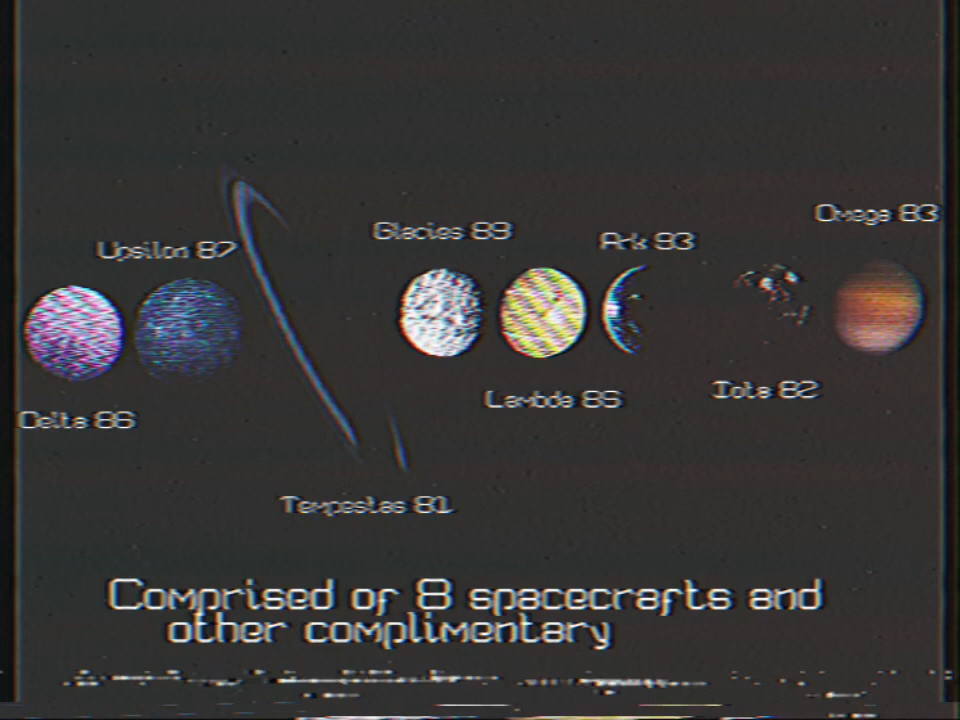 Omega 83
Glacies 89
Ark 93
Upsilon 87
Iota 82
Lambda 85
Delta 86
Tempestas 81
Comprised of 8 spacecrafts and
other complimentary